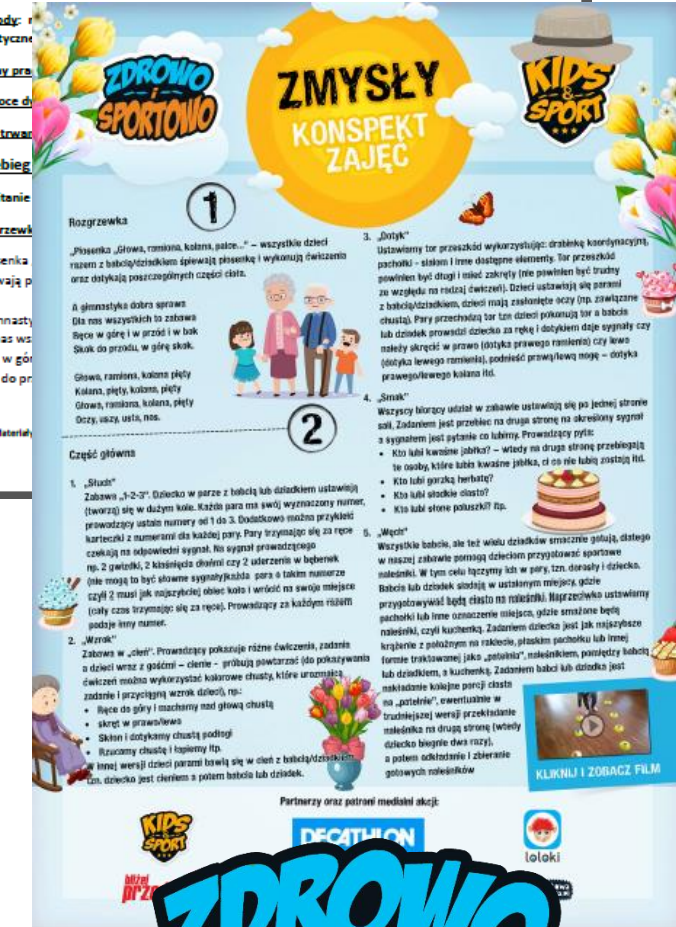 ZDROWO
i
SPORTOWO
ZMYSŁY
KONSPEKT
ZAJĘĆ
KIDS
&
SPORT
1
Rozgrzewka
„Piosenka „Głowa, ramiona, kolana, palce..." – wszystkie dzieci
razem z babcią/dziadkiem śpiewają piosenkę i wykonują ćwiczenia
oraz dotykają poszczególnych części ciała.
A gimnastyka dobra sprawa
Dla nas wszystkich to zabawa
Ręce w górę i w przód i w bok
Skok do przodu, w górę skok.
Głowa, ramiona, kolana pięty
Kolana, pięty, kolana, pięty
Głowa, ramiona, kolana, pięty
Oczy, uszy, usta, nos.
2
Część główna
1. „Słuch"
Zabawa „1-2-3". Dziecko w parze z babcią lub dziadkiem ustawiają
(tworzą) się w dużym kole. Każda para ma swój wyznaczony numer,
prowadzący ustala numery od 1 do 3. Dodatkowo można przykleić
karteczki z numerami dla każdej pary. Pary trzymając się za ręce
czekają na odpowiedni sygnał. Na sygnał prowadzącego
np. 2 gwizdki, 2 klaśnięcia dłońmi czy 2 uderzenia w bębenek
(nie mogą to być słowne sygnały)każda para o takim numerze
czyli 2 musi jak najszybciej obiec koło i wrócić na swoje miejsce
(cały czas trzymając się za ręce). Prowadzący za każdym razem
podaje inny numer.
2. „Wzrok"
Zabawa w „cień". Prowadzący pokazuje różne ćwiczenia, zadania
a dzieci wraz z gośćmi – cienie - próbują powtarzać (do pokazywania
ćwiczeń można wykorzystać kolorowe chusty, które urozmaicą
zadanie i przyciągną wzrok dzieci), np.:
• Ręce do góry i machamy nad głową chustą
• skręt w prawo/lewo
• Skłon i dotykamy chustą podłogi
• Rzucamy chustę i łapiemy itp.
W innej wersji dzieci parami bawią się w cień z babcią/dziadkiem
tzn. dziecko jest cieniem a potem babcia lub dziadek.
3. „Dotyk"
Ustawiamy tor przeszkód wykorzystując: drabinkę koordynacyjną,
pachołki - slalom i inne dostępne elementy. Tor przeszkód
powinien być długi i mieć zakręty (nie powinien być trudny
ze względu na rodzaj ćwiczeń). Dzieci ustawiają się parami
z babcią/dziadkiem, dzieci mają zasłonięte oczy (np. zawiązane
chustą). Pary przechodzą tor tzn dzieci pokonują tor a babcia
lub dziadek prowadzi dziecko za rękę i dotykiem daje sygnały czy
należy skręcić w prawo (dotyka prawego ramienia) czy lewo
(dotyka lewego ramienia), podnieść prawą/lewą nogę – dotyka
prawego/lewego kolana itd.
4. „Smak"
Wszyscy biorący udział w zabawie ustawiają się po jednej stronie
sali. Zadaniem jest przebiec na drugą stronę na określony sygnał
a sygnałem jest pytanie co lubimy. Prowadzący pyta:
• Kto lubi kwaśne jabłka? – wtedy na drugą stronę przebiegają
te osoby, które lubią kwaśne jabłka, ci co nie lubią zostają itd.
• Kto lubi gorzką herbatę?
• Kto lubi słodkie ciasto?
• Kto lubi słone paluszki? itp.
5. „Węch"
Wszystkie babcie, ale też wielu dziadków smacznie gotują, dlatego
w naszej zabawie pomogą dzieciom przygotować sportowe
naleśniki. W tym celu łączymy ich w pary, tzn. dorosły i dziecko.
Babcia lub dziadek siadają w ustalonym miejscu, gdzie
przygotowywać będą ciasto na naleśniki. Naprzeciwko ustawiamy
pachołki lub inne oznaczenie miejsca, gdzie smażone będą
naleśniki, czyli kuchenkę. Zadaniem dziecka jest jak najszybsze
krążenie z położnym na rakiecie, płaskim pachołku lub innej
formie traktowanej jako „patelnia", naleśnikiem, pomiędzy babcią
lub dziadkiem, a kuchenką. Zadaniem babci lub dziadka jest
nakładanie kolejne porcji ciasta
na „patelnię", ewentualnie w
trudniejszej wersji przekładanie
naleśnika na drugą stronę (wtedy
dziecko biegnie dwa razy),
a potem odkładanie i zbieranie
gotowych naleśników
KLIKNIJ I ZOBACZ FILM
Partnerzy oraz patroni medialni akcji:
KIDS
&
SPORT
DECATHLON
loloki
bliżej
ZDROWO